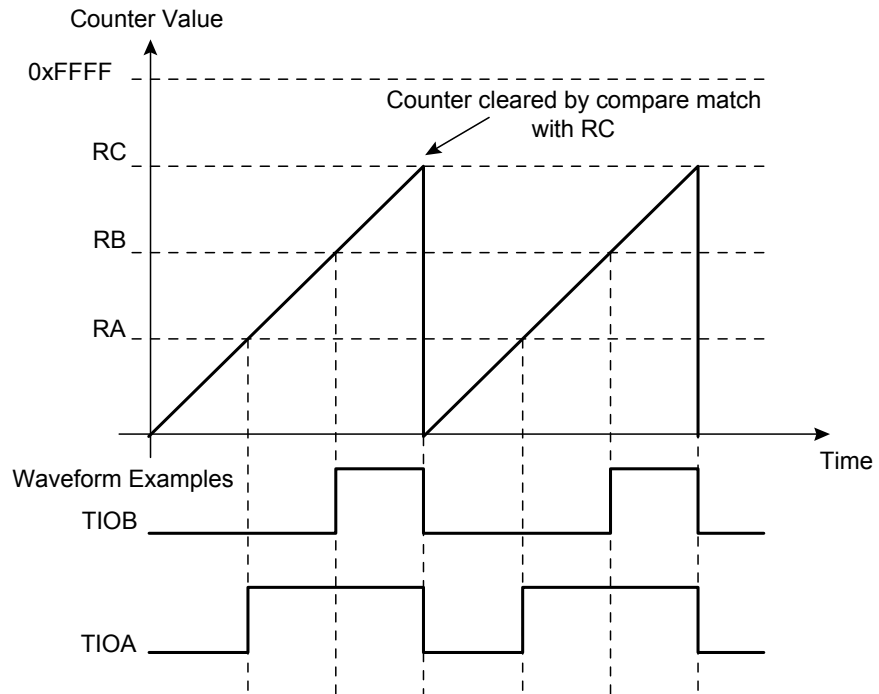 Counter Value
0xFFFF
Counter cleared by compare match
with RC
RC
RB
RA
Time
Waveform Examples
TIOB
TIOA